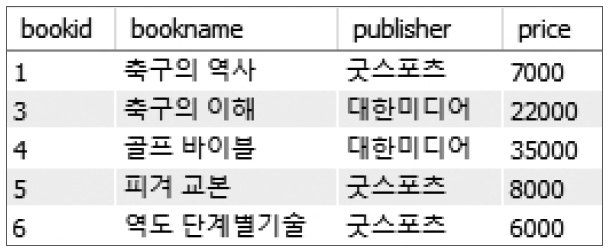 bookid bookname publisher price
1 축구의 역사 굿스포츠 7000
3 축구의 이해 대한미디어 22000
4 골프 바이블 대한미디어 35000
5 피겨 교본 굿스포츠 8000
6 역도 단계별기술 굿스포츠 6000